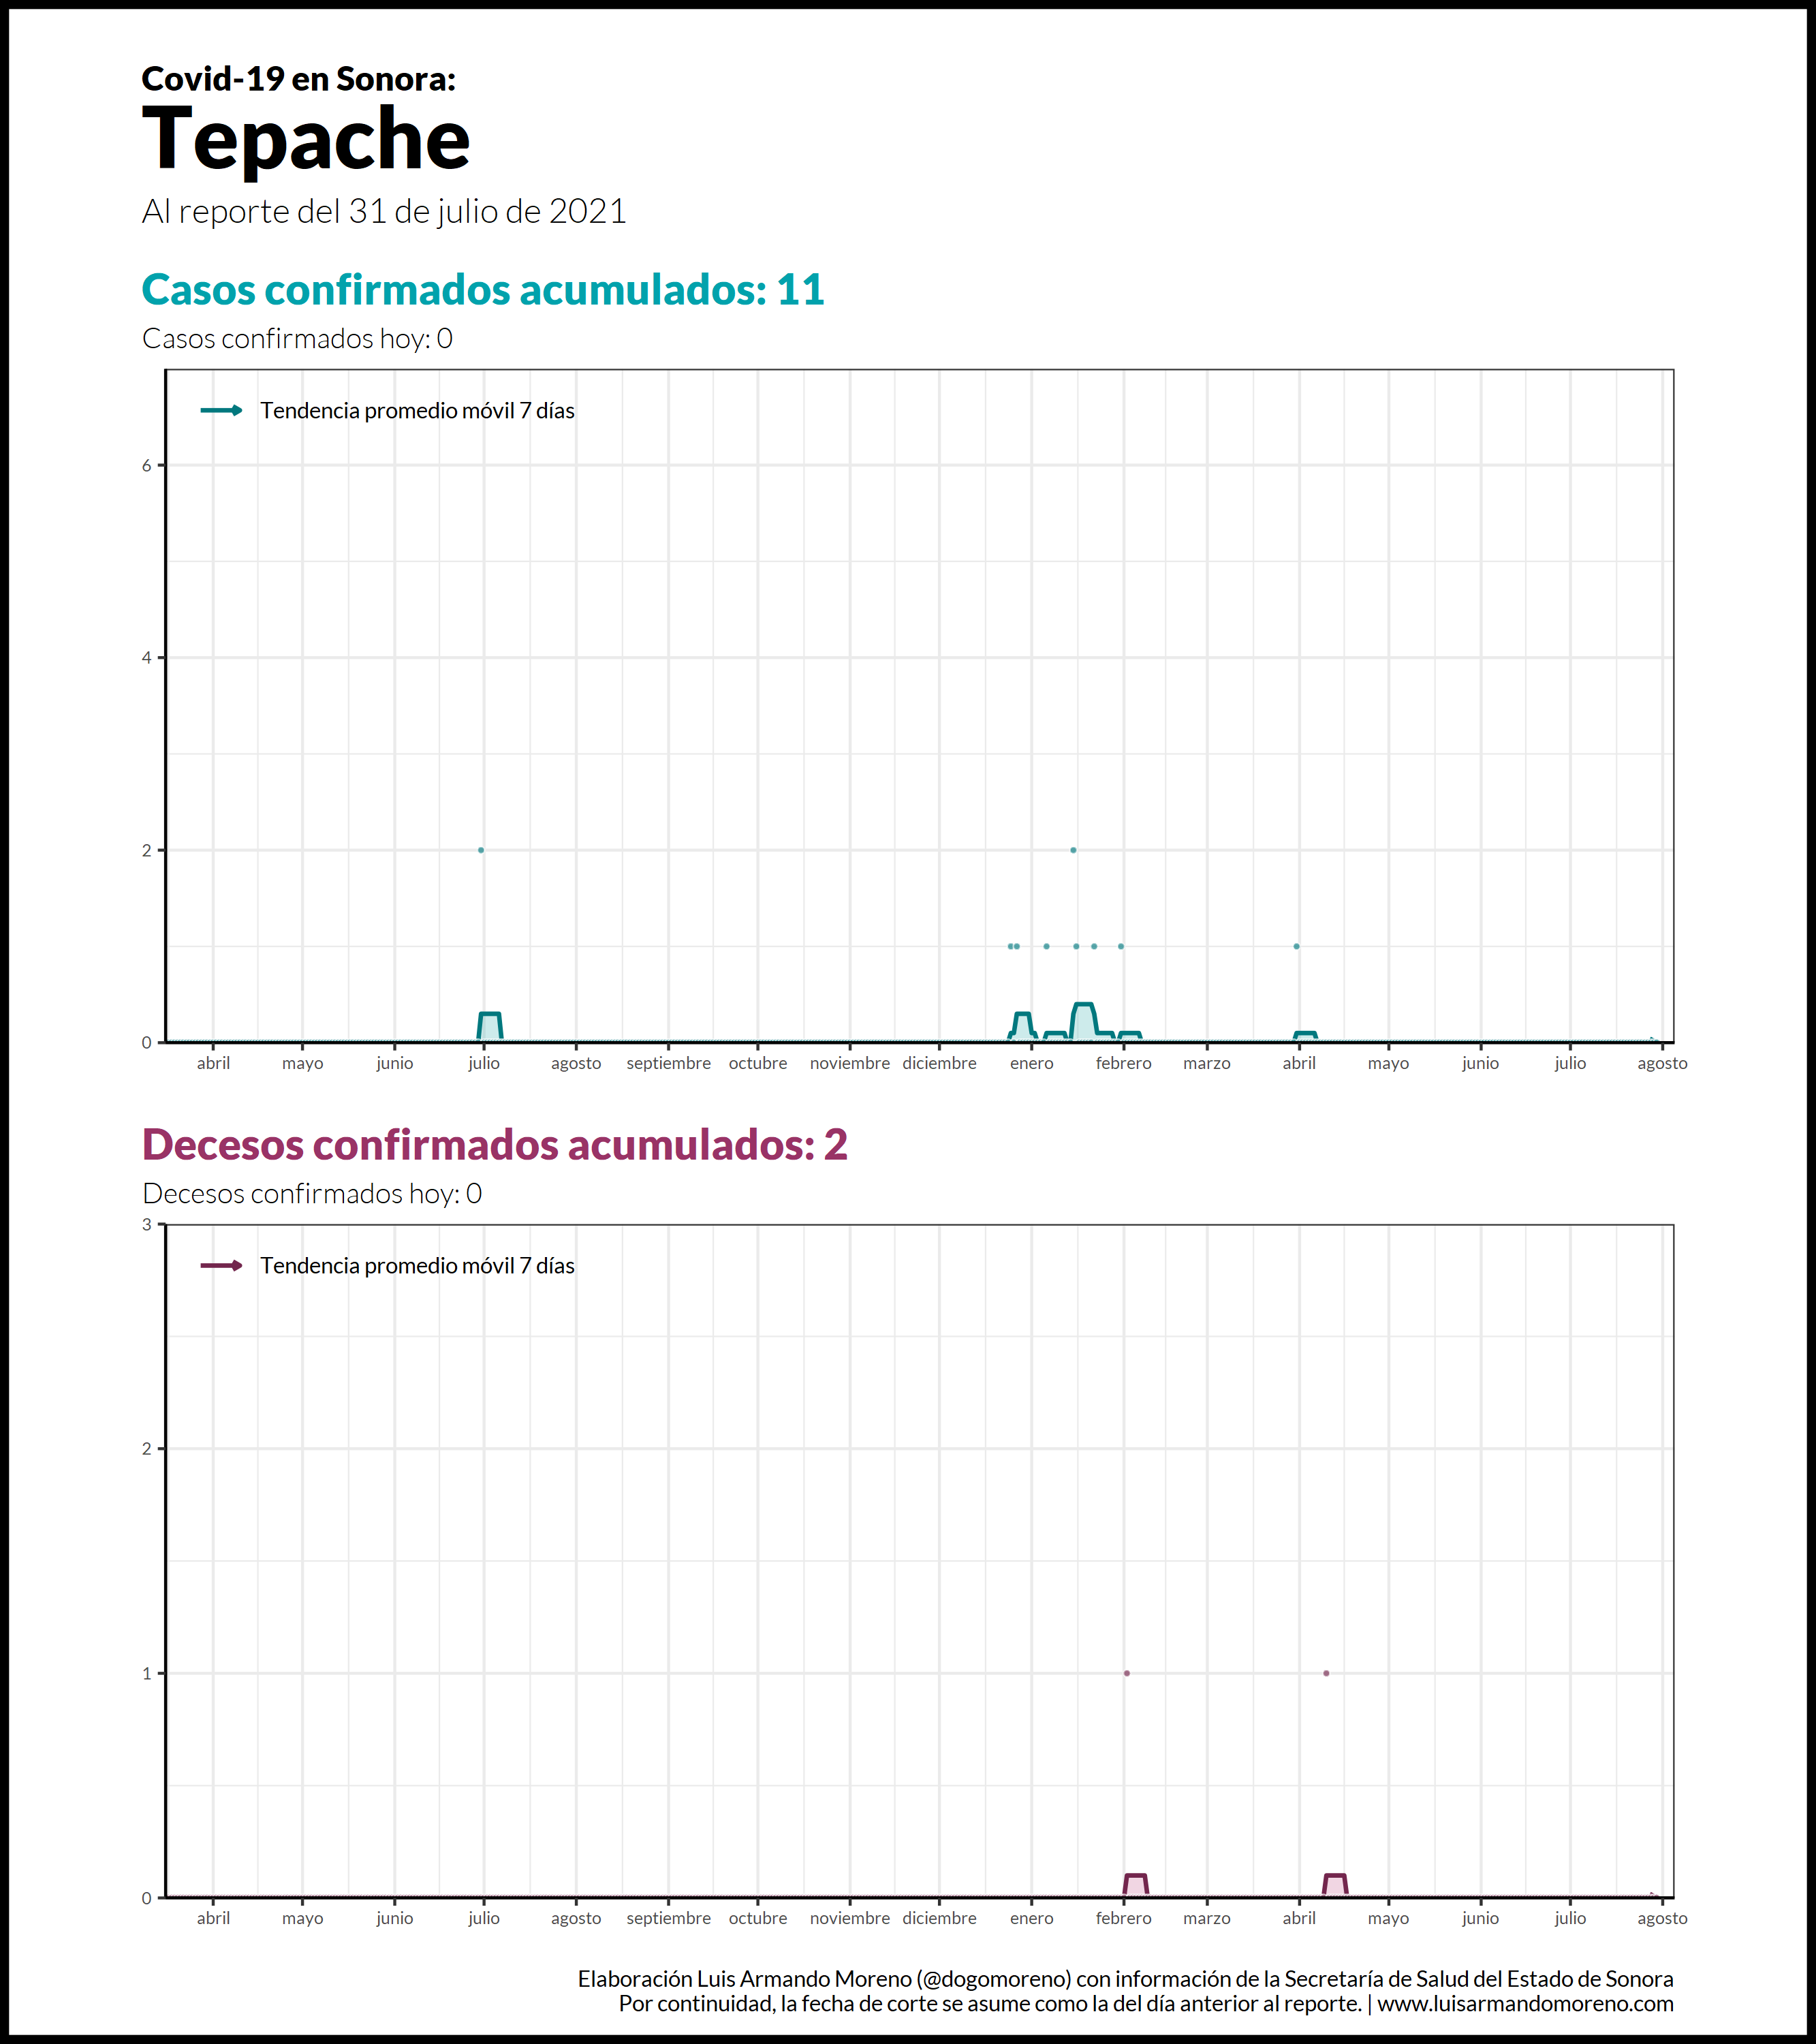 Covid-19 en Sonora:
Tepache
Al reporte del 31 de julio de 2021
Casos confirmados acumulados: 11
Casos confirmados hoy: 0
Tendencia promedio móvil 7 días
6
4
2
0
abril mayo junio julio agosto septiembre octubre noviembre diciembre enero febrero marzo abril mayo junio julio agosto
Decesos confirmados acumulados: 2
Decesos confirmados hoy: 0
3
Tendencia promedio móvil 7 días
2
1
0
abril mayo junio julio agosto septiembre octubre noviembre diciembre enero febrero marzo abril mayo junio julio agosto
Elaboración Luis Armando Moreno (@dogomoreno) con información de la Secretaría de Salud del Estado de Sonora
Por continuidad, la fecha de corte se asume como la del día anterior al reporte. | www.luisarmandomoreno.com